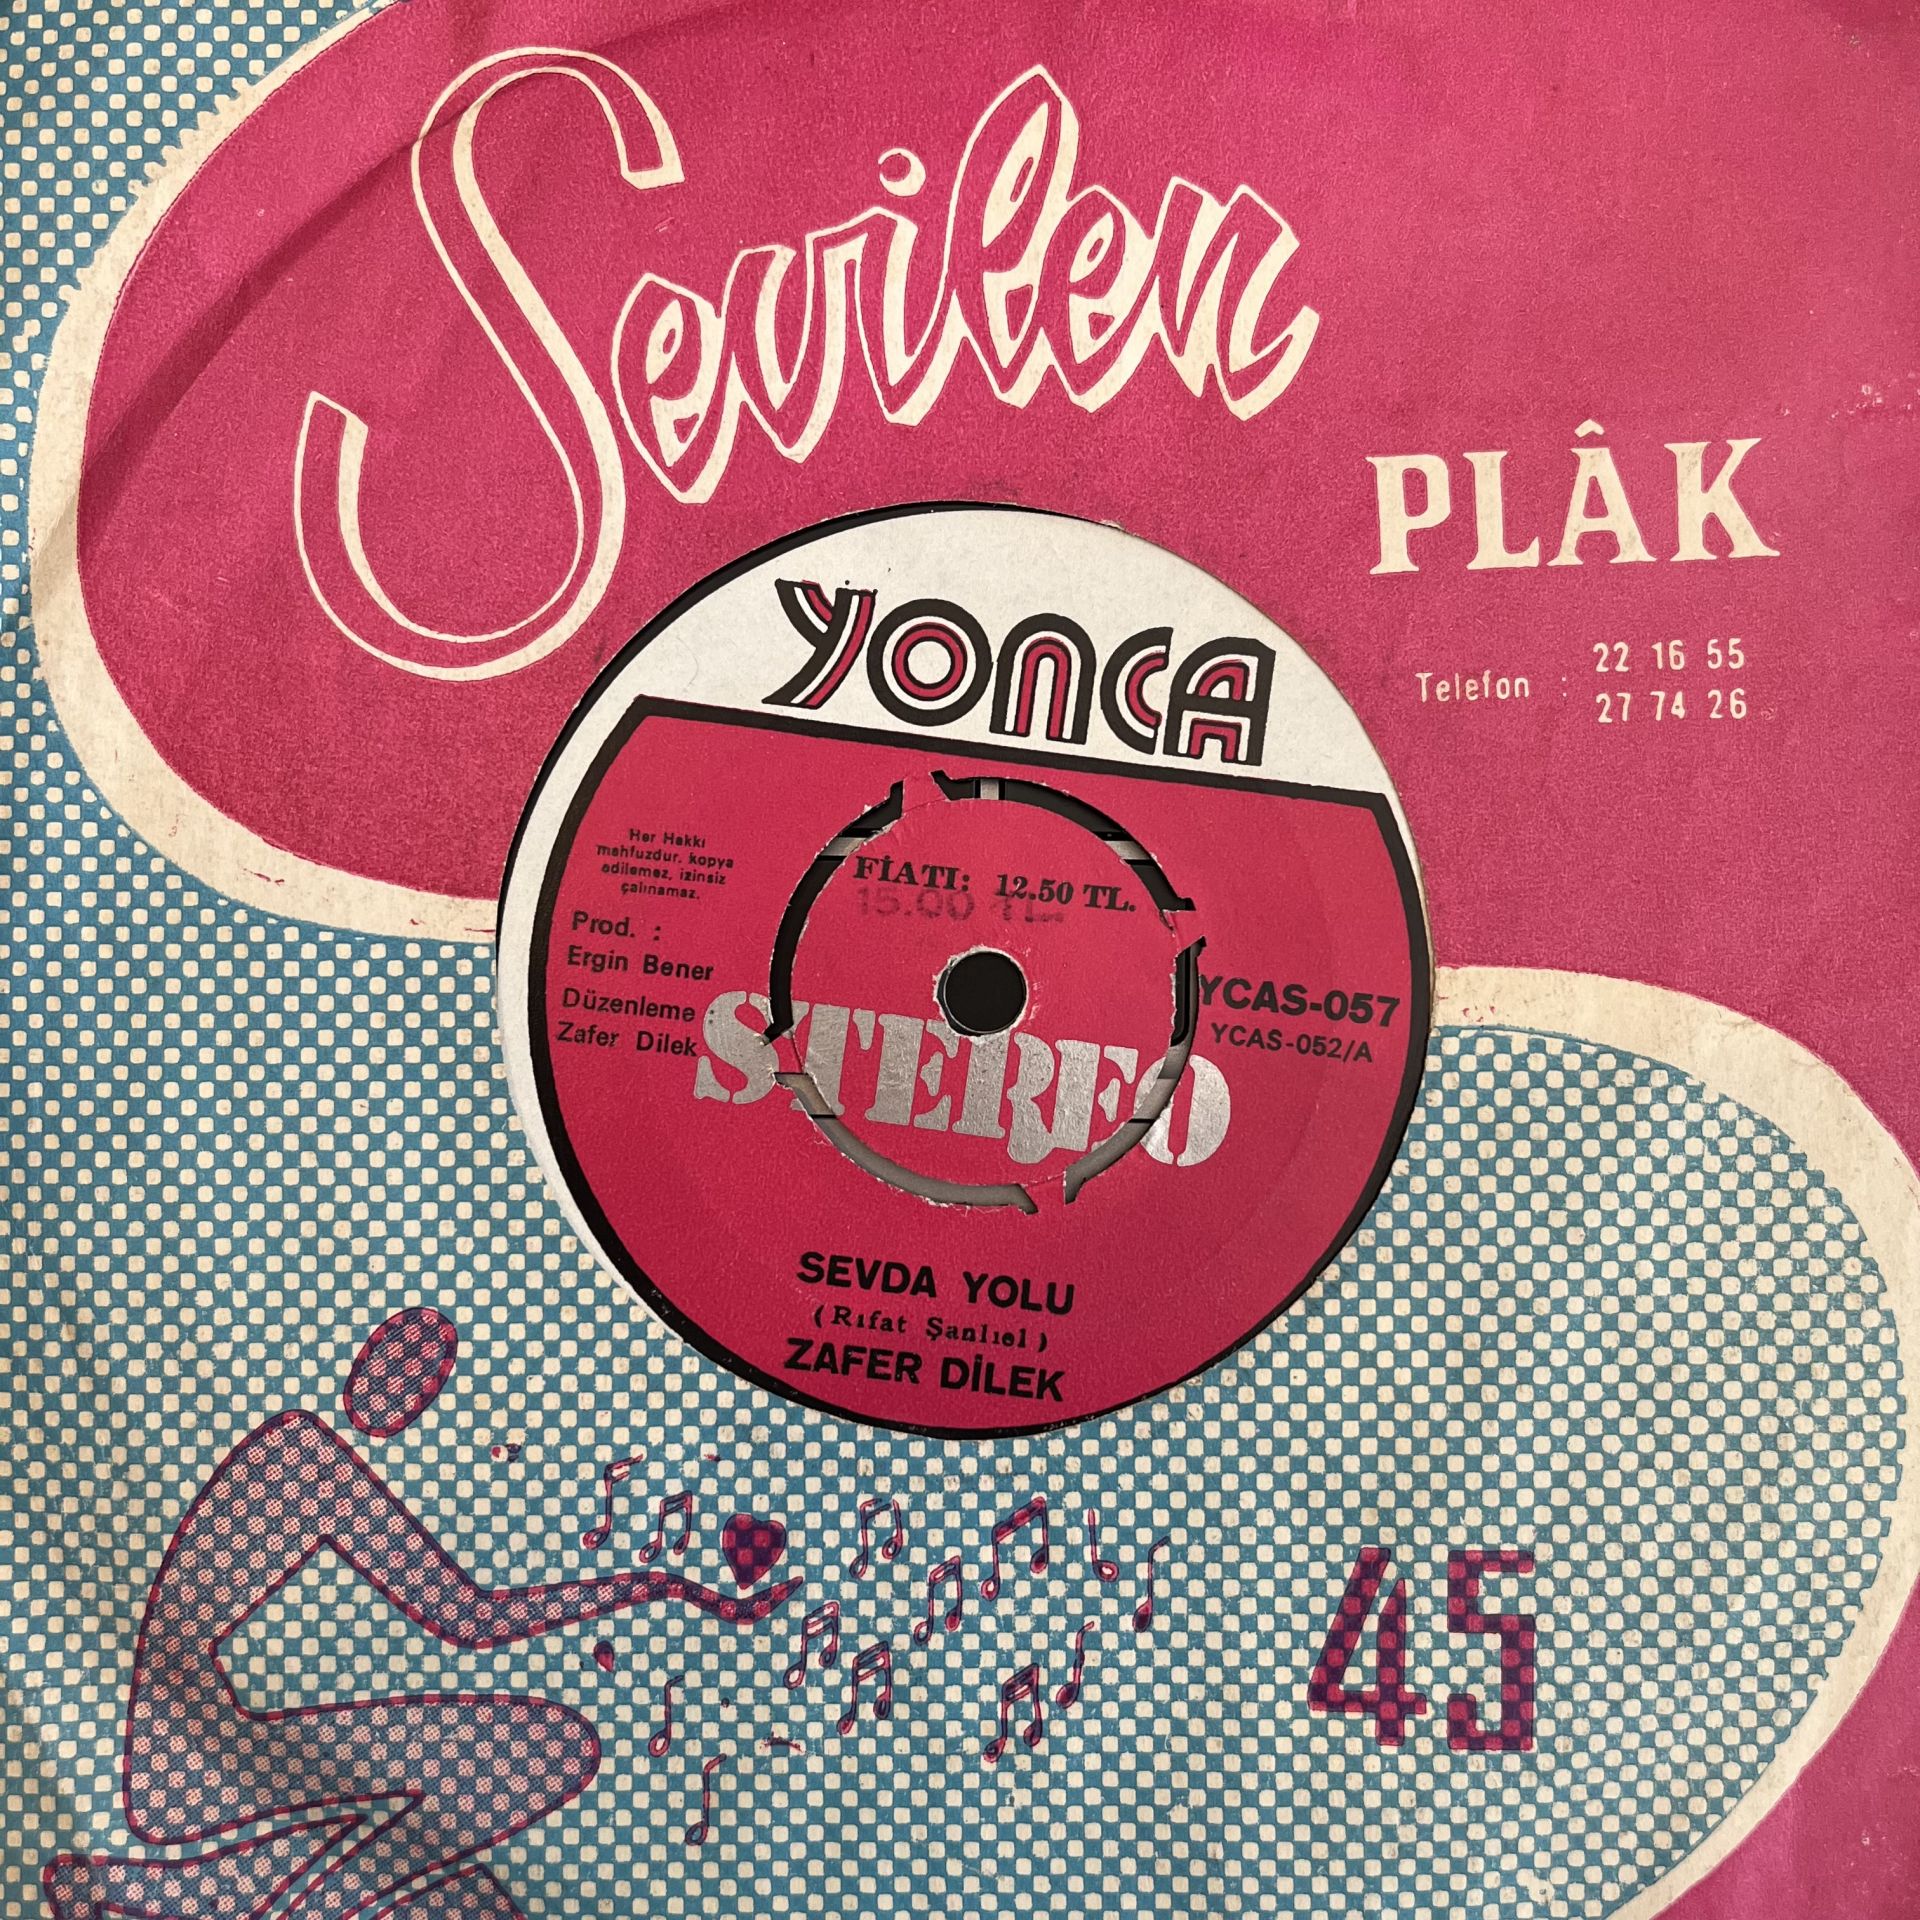 Sevilen
PLÂK
Telefon : 22 16 55
27 74 26
YONCA
Her Hakkı
mahfuzdur. kopya
edilemez, izinsiz
çalınamaz.
FİATI: 12.50 TL.
15.00 TL.
Prod. :
Ergin Bener
Düzenleme :
Zafer Dilek
STEREO
YCAS-057
YCAS-052/A
SEVDA YOLU
(Rıfat Şanlıel)
ZAFER DİLEK
45